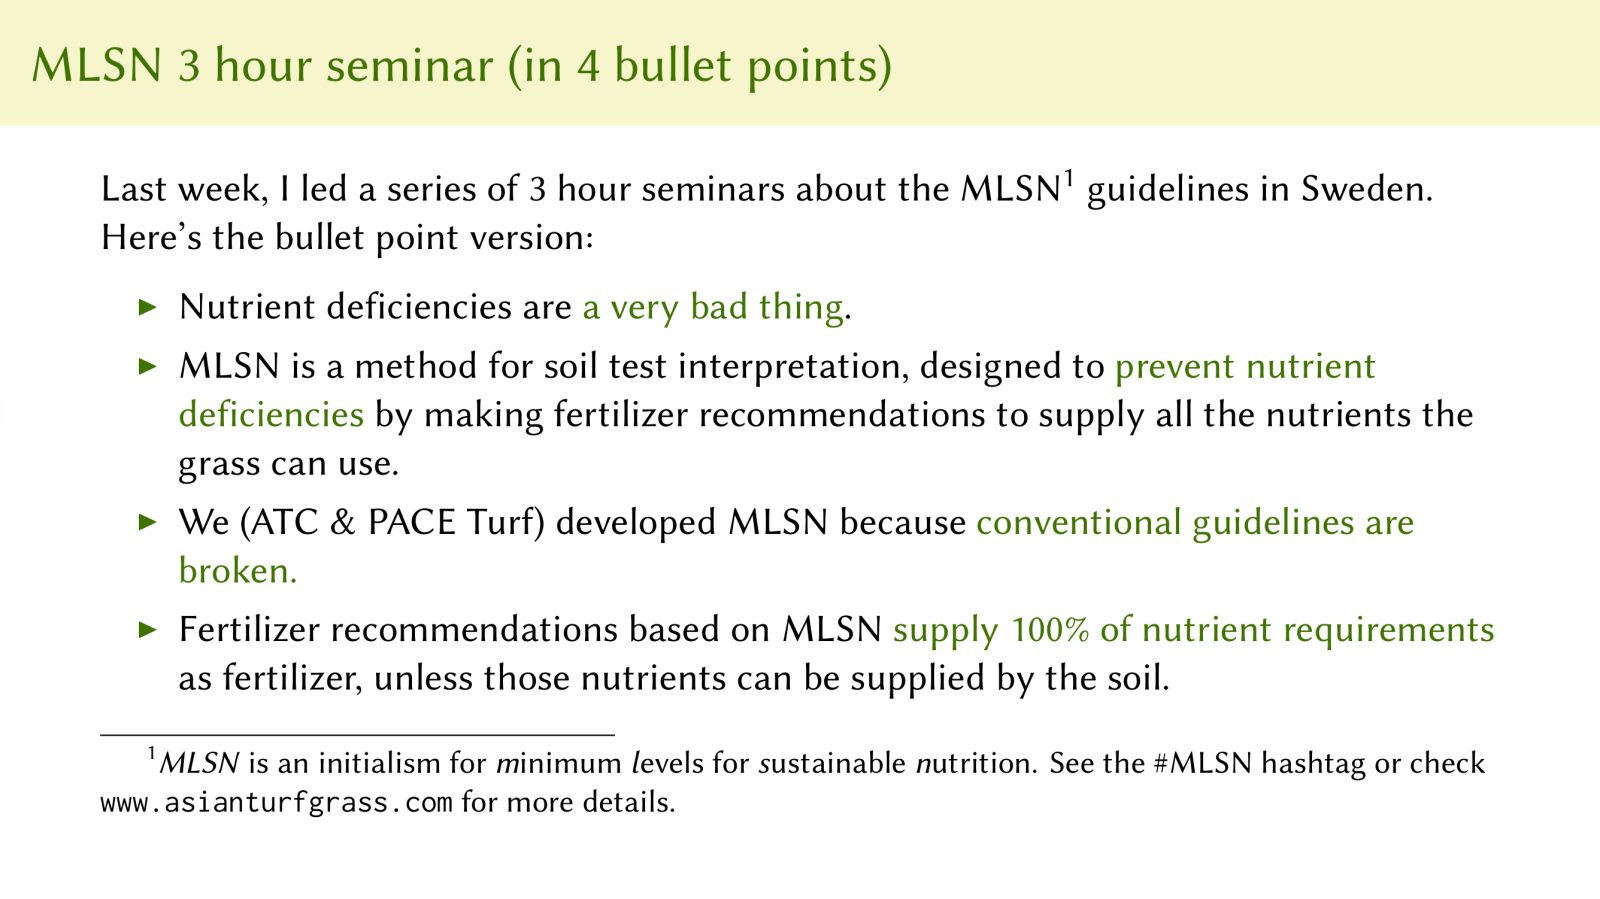 MLSN 3 hour seminar (in 4 bullet points)
Last week, I led a series of 3 hour seminars about the MLSN¹ guidelines in Sweden.
Here's the bullet point version:
▶ Nutrient deficiencies are a very bad thing.
▶ MLSN is a method for soil test interpretation, designed to prevent nutrient
deficiencies by making fertilizer recommendations to supply all the nutrients the
grass can use.
▶ We (ATC & PACE Turf) developed MLSN because conventional guidelines are
broken.
▶ Fertilizer recommendations based on MLSN supply 100% of nutrient requirements
as fertilizer, unless those nutrients can be supplied by the soil.
¹MLSN is an initialism for minimum levels for sustainable nutrition. See the #MLSN hashtag or check
www.asianturfgrass.com for more details.